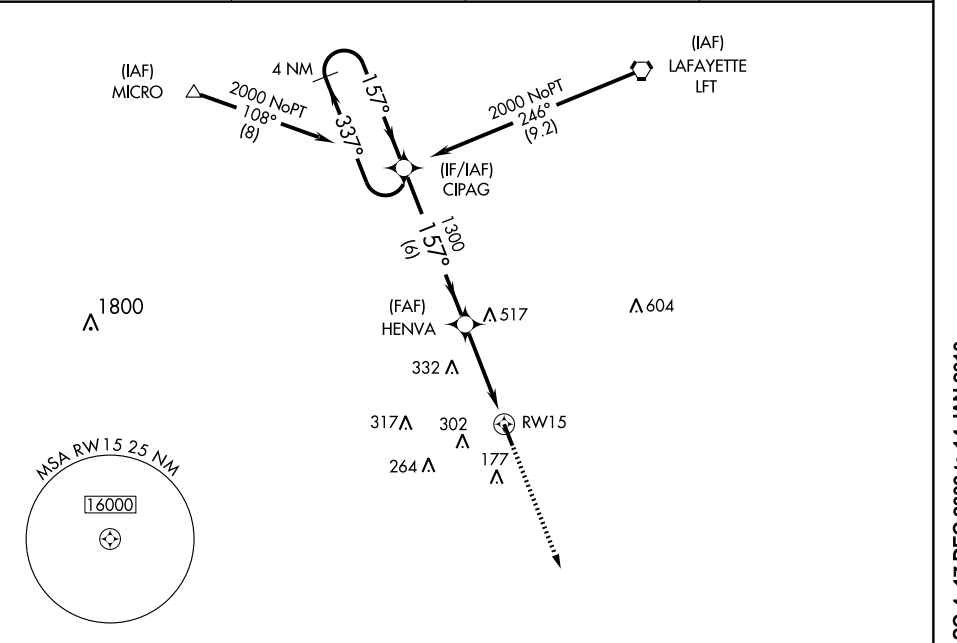 (IAF)
MICRO
2000 NoPT
108°
(8)
4 NM
157°
337°
(IAF)
LAFAYETTE
LFT
2000 NoPT
246°
(9.2)
(IF/IAF)
CIPAG
1300
157°
(6)
1800
(FAF)
HENVA
517
604
332
317
302
RW15
264
177
MSA RW15 25 NM
16000